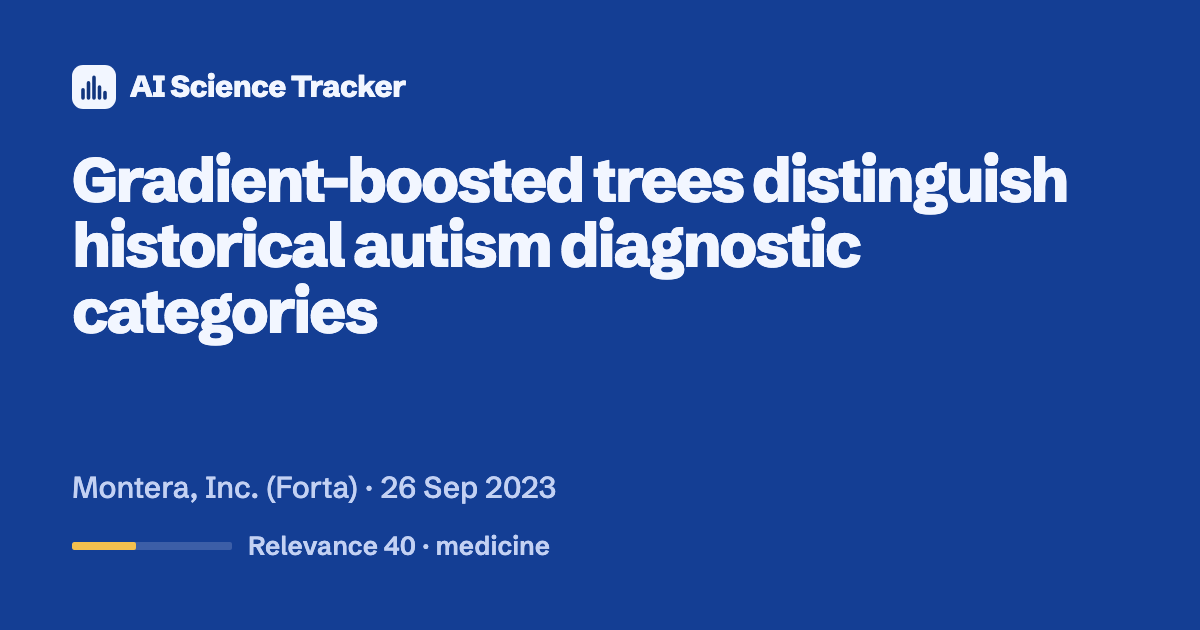 AI Science Tracker
Gradient-boosted trees distinguish
historical autism diagnostic
categories
Montera, Inc. (Forta) · 26 Sep 2023
Relevance 40 · medicine